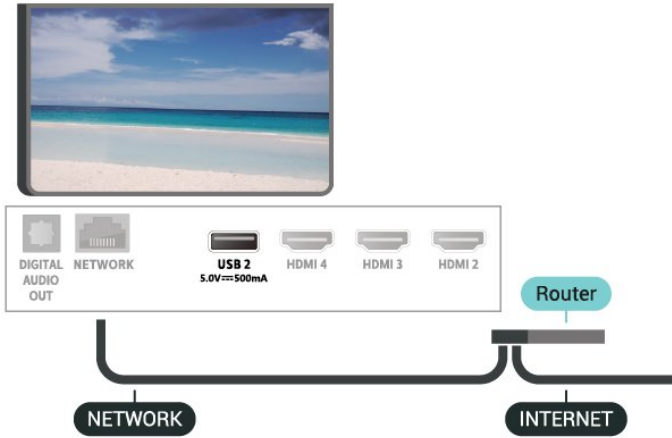 DIGITAL
AUDIO
OUT
NETWORK
USB 2
5.0V⎓500mA
HDMI 4
HDMI 3
HDMI 2
Router
NETWORK
INTERNET